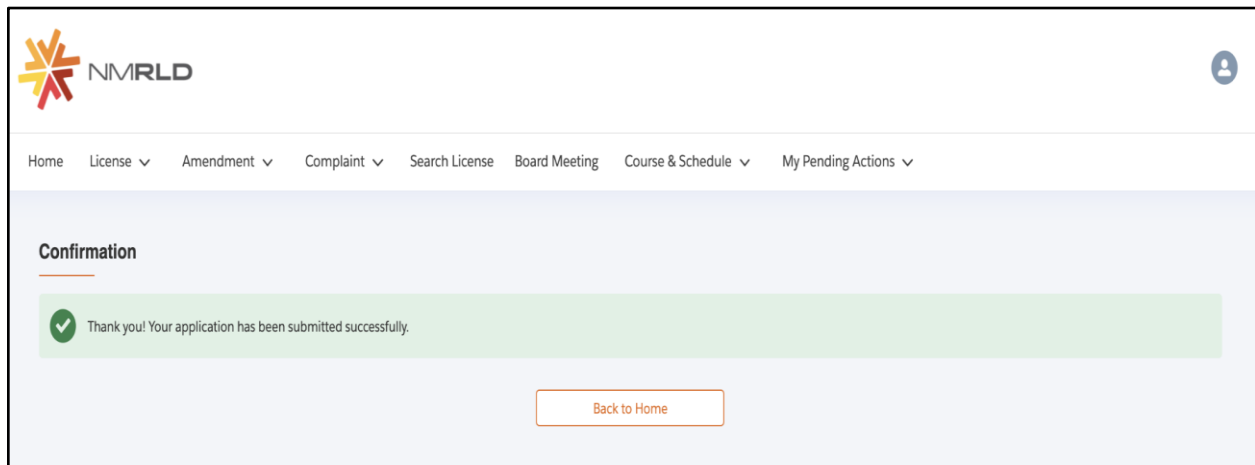 NMRLD
Home License Amendment Complaint Search License Board Meeting Course & Schedule My Pending Actions
Confirmation
Thank you! Your application has been submitted successfully.
Back to Home